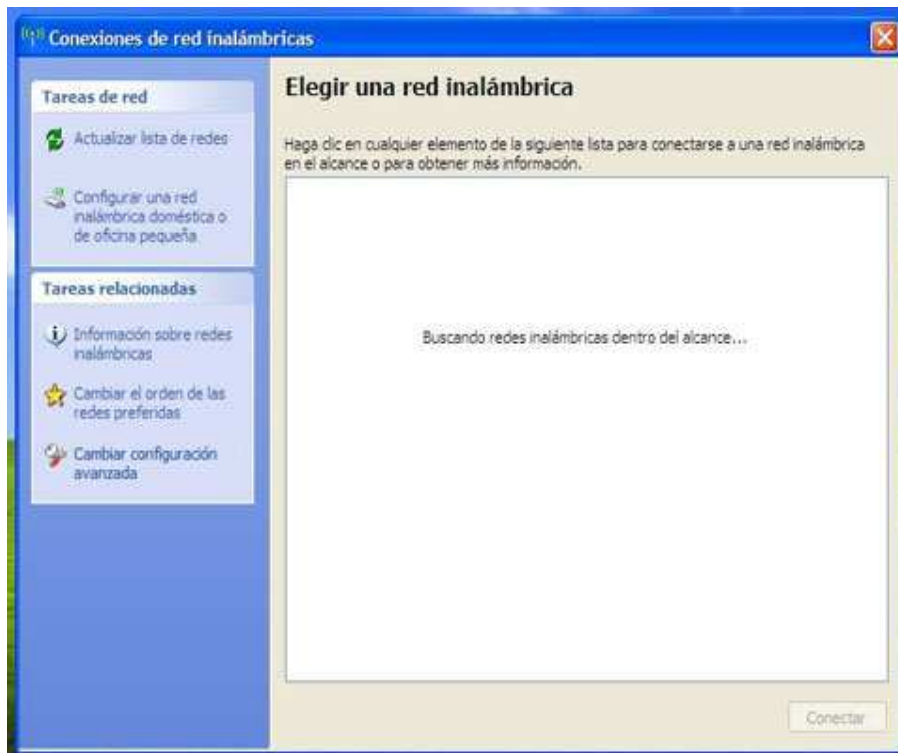 Conexiones de red inalámbricas
Tareas de red
Actualizar lista de redes
Configurar una red
inalámbrica doméstica o
de oficina pequeña
Tareas relacionadas
Información sobre redes
inalámbricas
Cambiar el orden de las
redes preferidas
Cambiar configuración
avanzada
Elegir una red inalámbrica
Haga clic en cualquier elemento de la siguiente lista para conectarse a una red inalámbrica
en el alcance o para obtener más información.
Buscando redes inalámbricas dentro del alcance...
Conectar